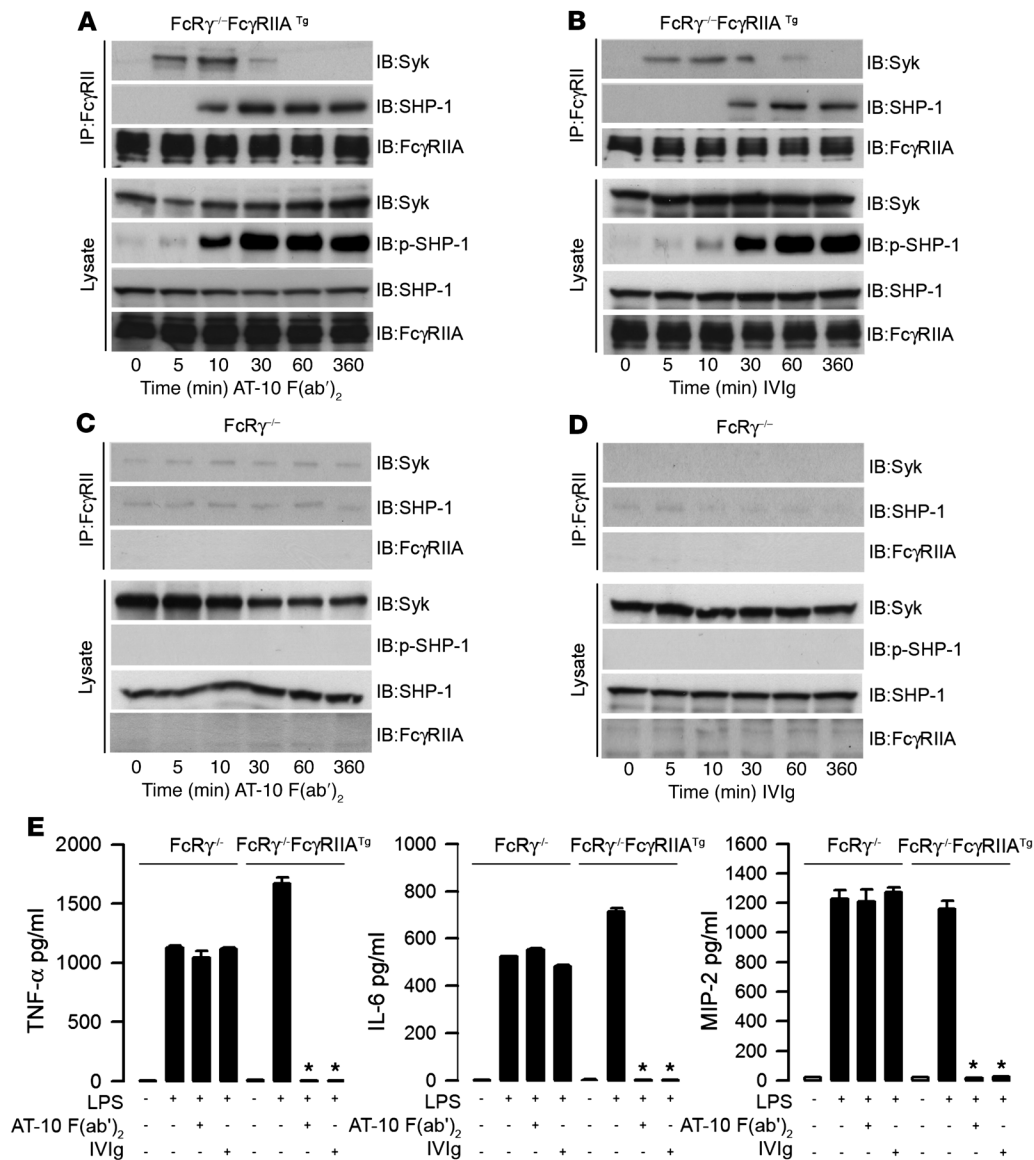 A
FcRγ⁻/⁻FcγRIIA Tg
IP:FcγRII
IB:Syk
IB:SHP-1
IB:FcγRIIA
Lysate
IB:Syk
IB:p-SHP-1
IB:SHP-1
IB:FcγRIIA
0 5 10 30 60 360
Time (min) AT-10 F(ab′)₂
B
FcRγ⁻/⁻FcγRIIA Tg
IP:FcγRII
IB:Syk
IB:SHP-1
IB:FcγRIIA
Lysate
IB:Syk
IB:p-SHP-1
IB:SHP-1
IB:FcγRIIA
0 5 10 30 60 360
Time (min) IVIg
C
FcRγ⁻/⁻
IP:FcγRII
IB:Syk
IB:SHP-1
IB:FcγRIIA
Lysate
IB:Syk
IB:p-SHP-1
IB:SHP-1
IB:FcγRIIA
0 5 10 30 60 360
Time (min) AT-10 F(ab′)₂
D
FcRγ⁻/⁻
IP:FcγRII
IB:Syk
IB:SHP-1
IB:FcγRIIA
Lysate
IB:Syk
IB:p-SHP-1
IB:SHP-1
IB:FcγRIIA
0 5 10 30 60 360
Time (min) IVIg
E
FcRγ⁻/⁻ FcRγ⁻/⁻FcγRIIATg
TNF-α pg/ml
2000
1500
1000
500
0
* *
FcRγ⁻/⁻ FcRγ⁻/⁻FcγRIIATg
IL-6 pg/ml
1000
800
600
400
200
0
* *
FcRγ⁻/⁻ FcRγ⁻/⁻FcγRIIATg
MIP-2 pg/ml
1600
1400
1200
1000
800
600
400
200
0
* *
LPS - + + + - + + +
AT-10 F(ab')₂ - - + - - - + -
IVIg - - - + - - - +
LPS - + + + - + + +
AT-10 F(ab')₂ - - + - - - + -
IVIg - - - + - - - +
LPS - + + + - + + +
AT-10 F(ab')₂ - - + - - - + -
IVIg - - - + - - - +